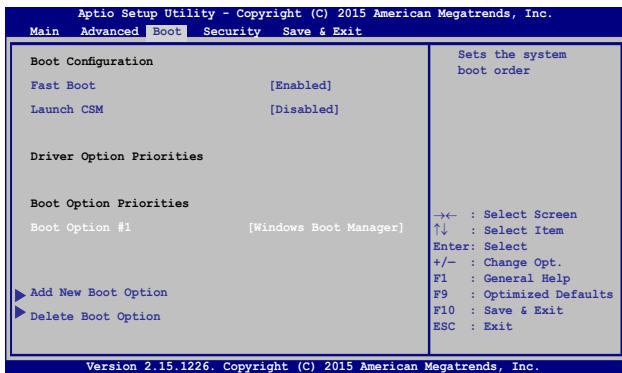 Aptio Setup Utility - Copyright (C) 2015 American Megatrends, Inc.
Main Advanced Boot Security Save & Exit
Boot Configuration
Fast Boot [Enabled]
Launch CSM [Disabled]
Driver Option Priorities
Boot Option Priorities
Boot Option #1 [Windows Boot Manager]
Add New Boot Option
Delete Boot Option
Sets the system
boot order
→← : Select Screen
↑↓ : Select Item
Enter: Select
+/— : Change Opt.
F1 : General Help
F9 : Optimized Defaults
F10 : Save & Exit
ESC : Exit
Version 2.15.1226. Copyright (C) 2015 American Megatrends, Inc.